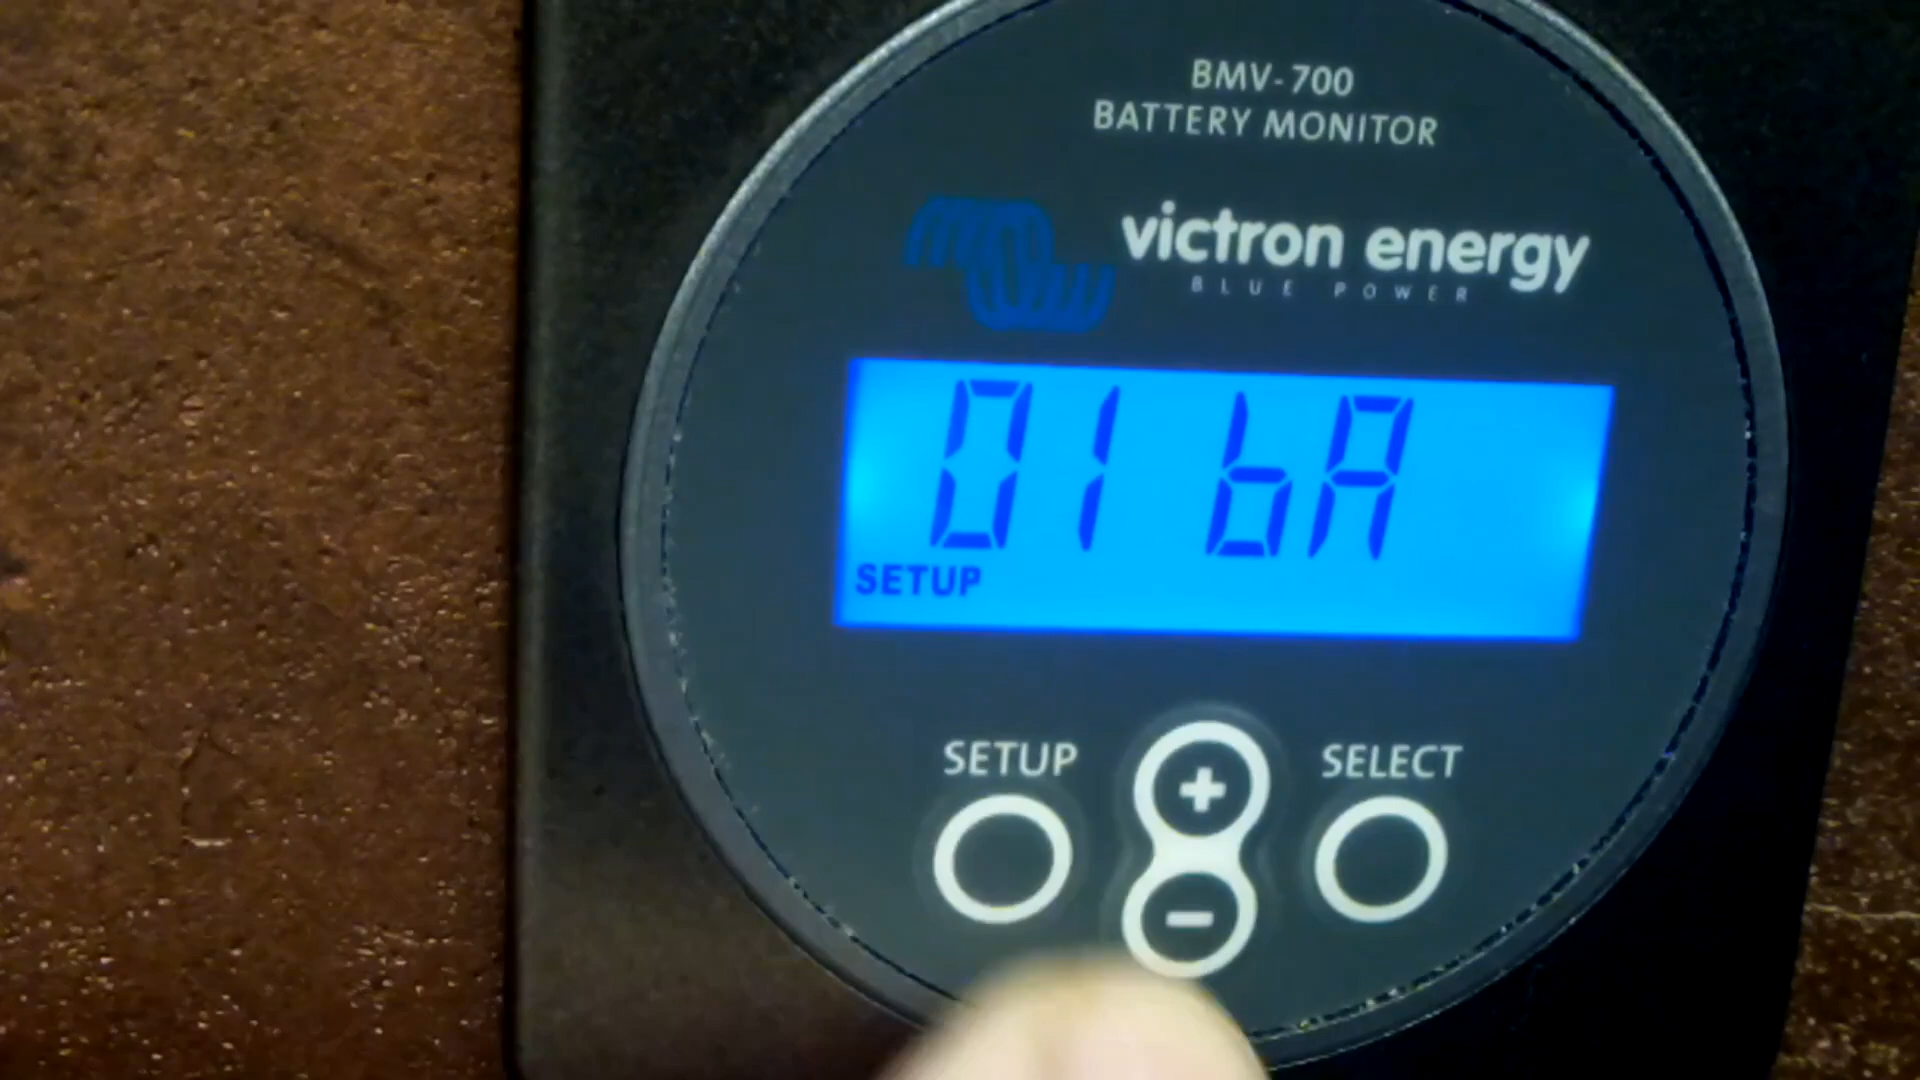 BMV-700
BATTERY MONITOR
victron energy
BLUE POWER
01 bA
SETUP
SETUP
+
SELECT
-